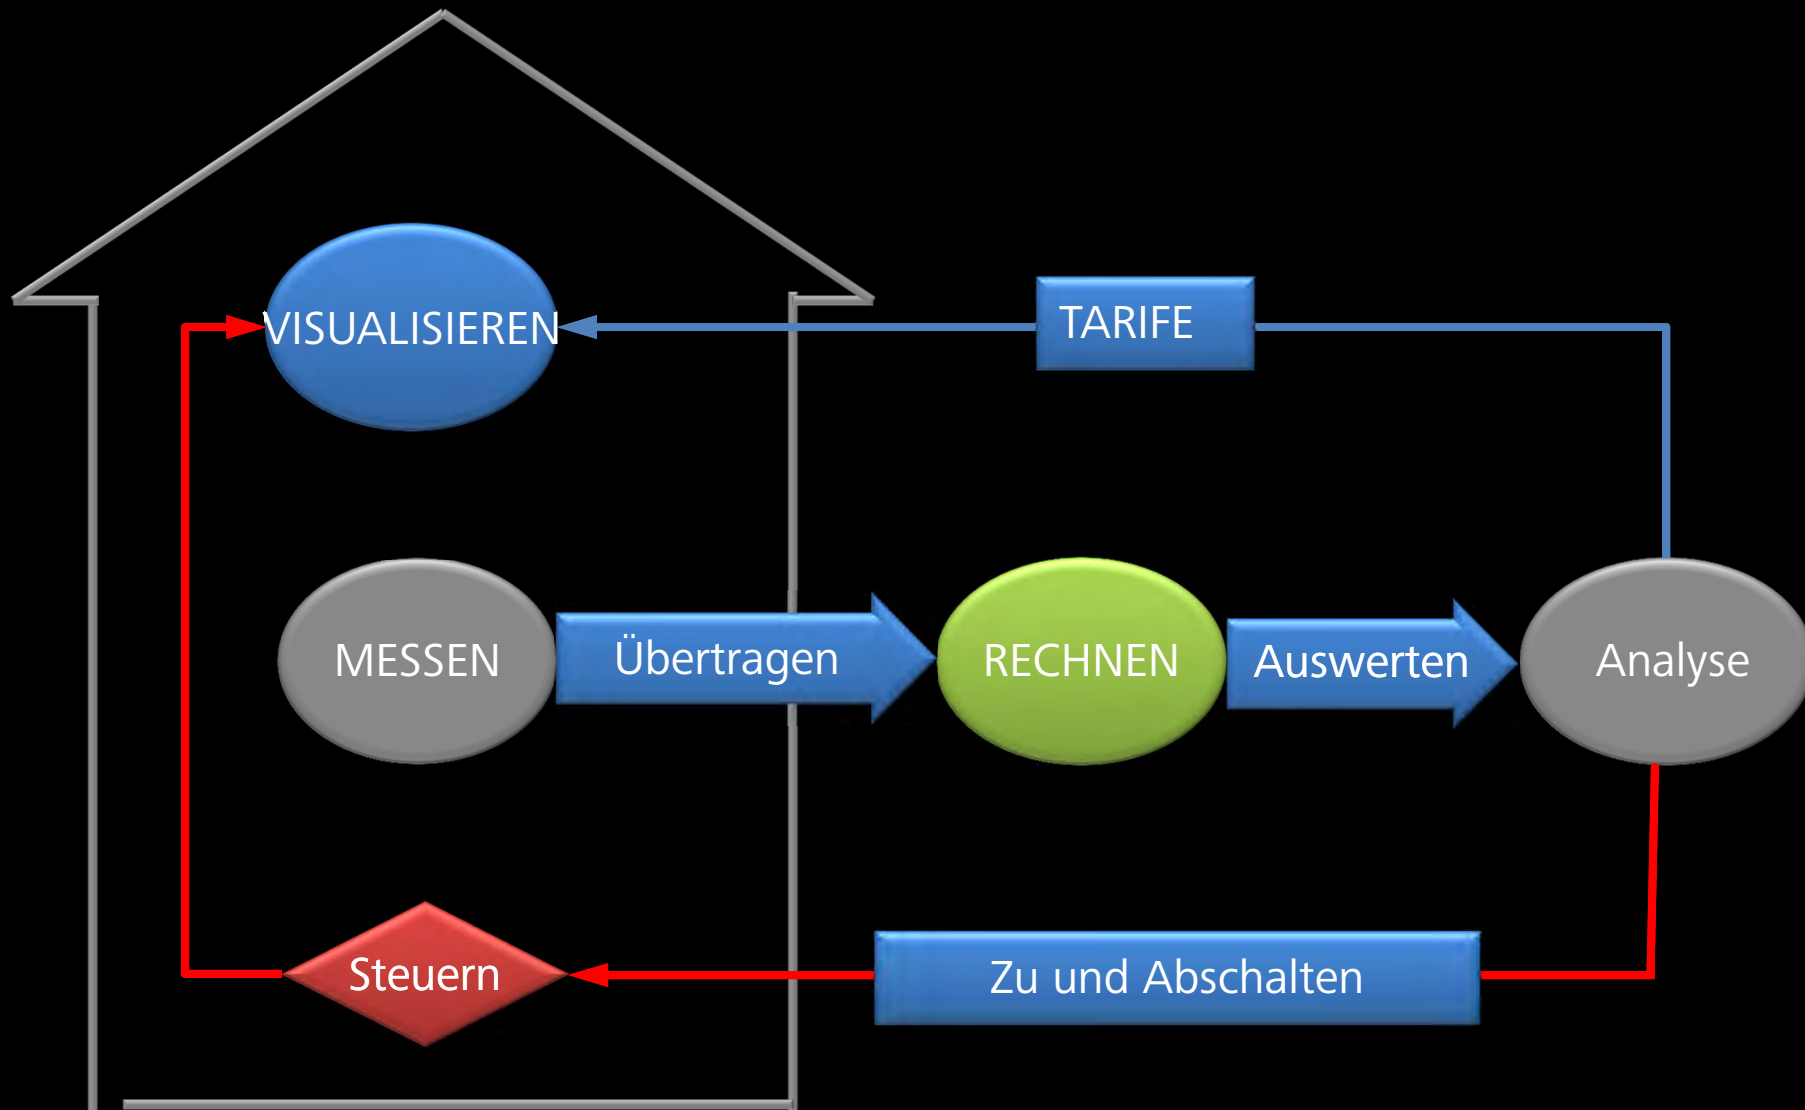 VISUALISIEREN
TARIFE
MESSEN
Übertragen
RECHNEN
Auswerten
Analyse
Steuern
Zu und Abschalten